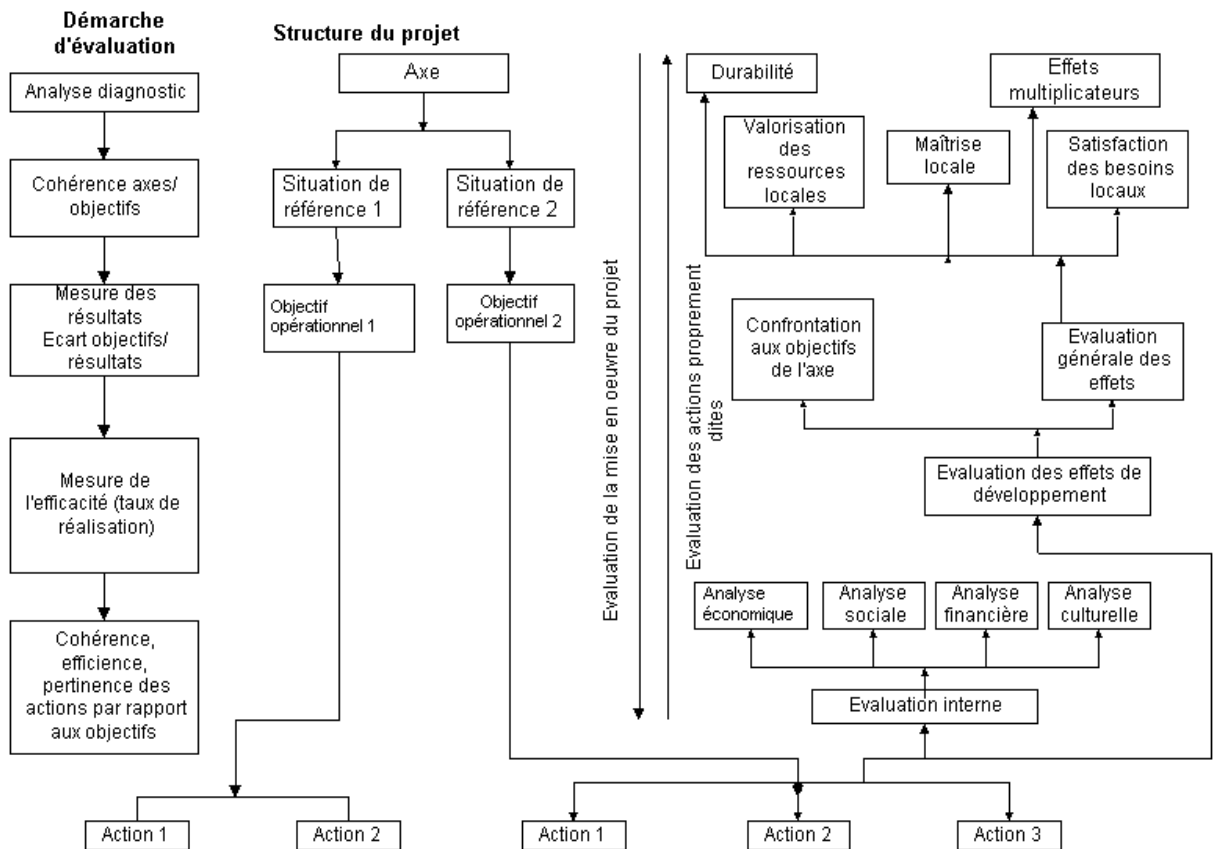 Démarche
d'évaluation
Analyse diagnostic
Cohérence axes/
objectifs
Mesure des
résultats
Ecart objectifs/
résultats
Mesure de
l'efficacité (taux de
réalisation)
Cohérence,
efficience,
pertinence des
actions par rapport
aux objectifs
Structure du projet
Axe
Situation de
référence 1
Situation de
référence 2
Objectif
opérationnel 1
Objectif
opérationnel 2
Evaluation de la mise en oeuvre du projet
Evaluation des actions proprement
dites
Durabilité
Effets
multiplicateurs
Valorisation
des
ressources
locales
Maîtrise
locale
Satisfaction
des besoins
locaux
Confrontation
aux objectifs
de l'axe
Evaluation
générale des
effets
Evaluation des effets de
développement
Analyse
économique
Analyse
sociale
Analyse
financière
Analyse
culturelle
Evaluation interne
Action 1
Action 2
Action 1
Action 2
Action 3